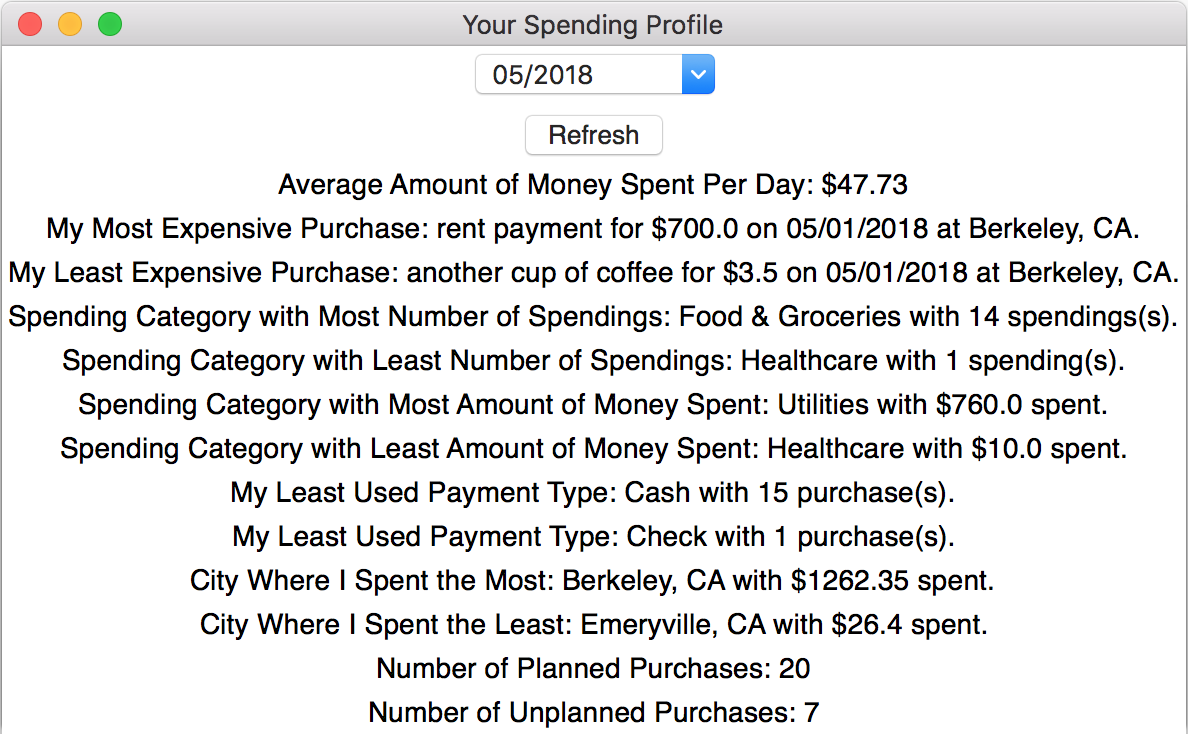 Your Spending Profile
05/2018
Refresh
Average Amount of Money Spent Per Day: $47.73
My Most Expensive Purchase: rent payment for $700.0 on 05/01/2018 at Berkeley, CA.
My Least Expensive Purchase: another cup of coffee for $3.5 on 05/01/2018 at Berkeley, CA.
Spending Category with Most Number of Spendings: Food & Groceries with 14 spendings(s).
Spending Category with Least Number of Spendings: Healthcare with 1 spending(s).
Spending Category with Most Amount of Money Spent: Utilities with $760.0 spent.
Spending Category with Least Amount of Money Spent: Healthcare with $10.0 spent.
My Least Used Payment Type: Cash with 15 purchase(s).
My Least Used Payment Type: Check with 1 purchase(s).
City Where I Spent the Most: Berkeley, CA with $1262.35 spent.
City Where I Spent the Least: Emeryville, CA with $26.4 spent.
Number of Planned Purchases: 20
Number of Unplanned Purchases: 7